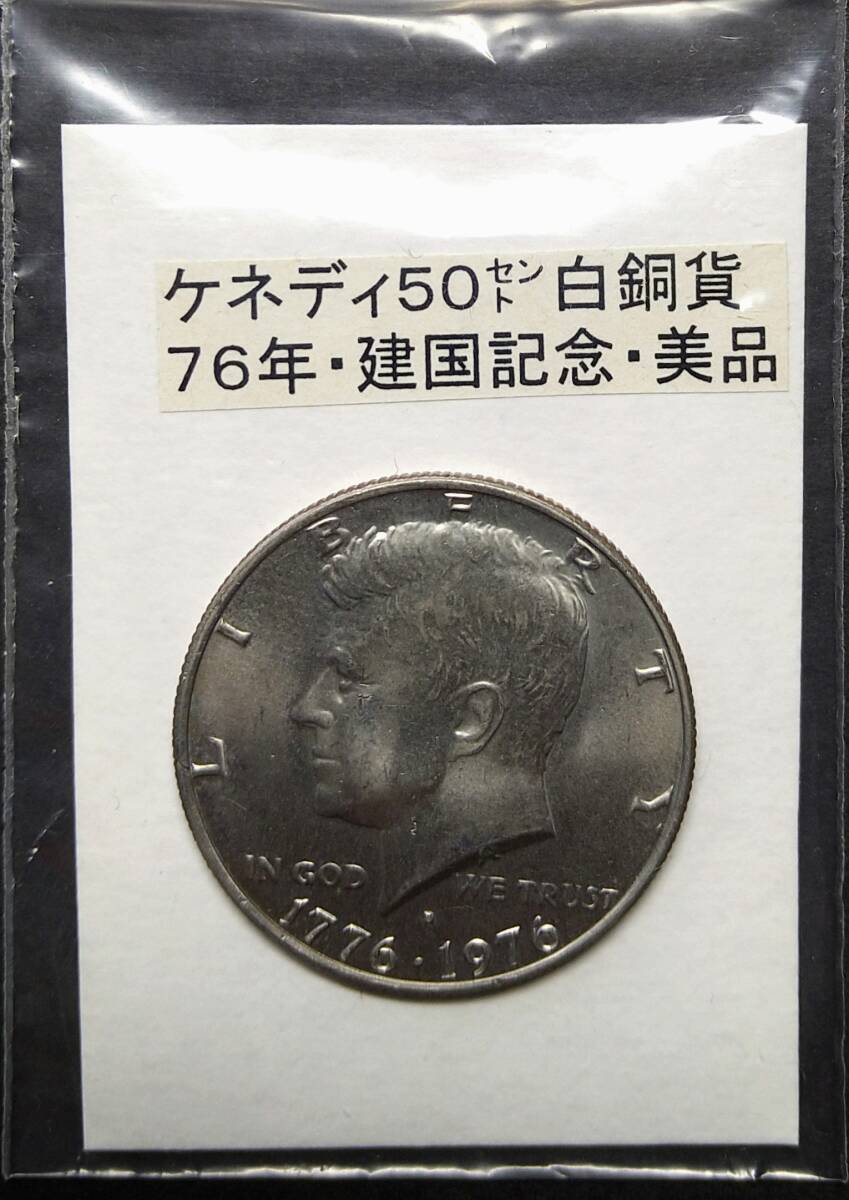 ケネディ50セント白銅貨
76年・建国記念・美品
LIBERTY
IN GOD WE TRUST
1776・1976